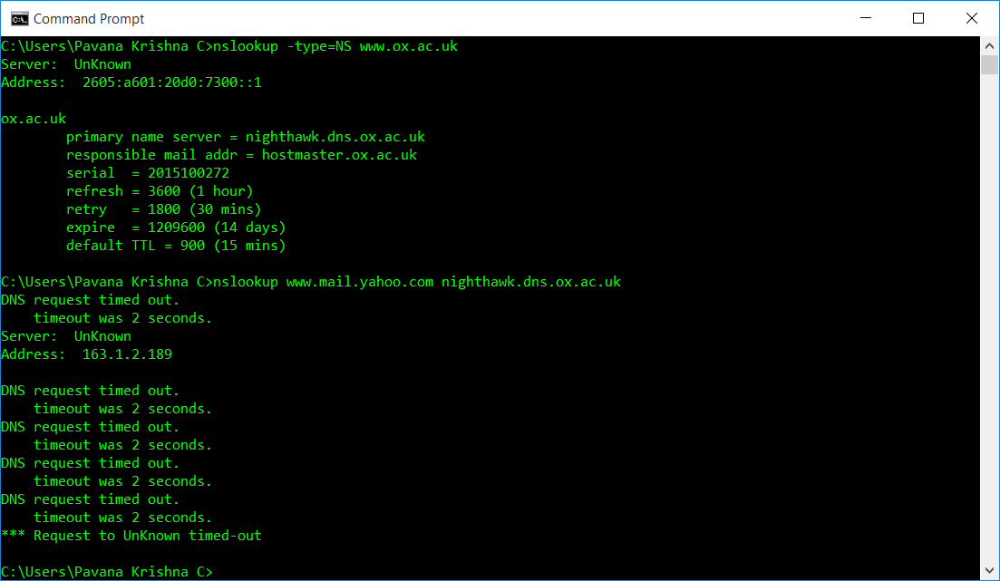 Command Prompt
C:\Users\Pavana Krishna C>nslookup -type=NS www.ox.ac.uk
Server:  UnKnown
Address:  2605:a601:20d0:7300::1
ox.ac.uk
        primary name server = nighthawk.dns.ox.ac.uk
        responsible mail addr = hostmaster.ox.ac.uk
        serial  = 2015100272
        refresh = 3600 (1 hour)
        retry   = 1800 (30 mins)
        expire  = 1209600 (14 days)
        default TTL = 900 (15 mins)
C:\Users\Pavana Krishna C>nslookup www.mail.yahoo.com nighthawk.dns.ox.ac.uk
DNS request timed out.
    timeout was 2 seconds.
Server:  UnKnown
Address:  163.1.2.189
DNS request timed out.
    timeout was 2 seconds.
DNS request timed out.
    timeout was 2 seconds.
DNS request timed out.
    timeout was 2 seconds.
DNS request timed out.
    timeout was 2 seconds.
*** Request to UnKnown timed-out
C:\Users\Pavana Krishna C>